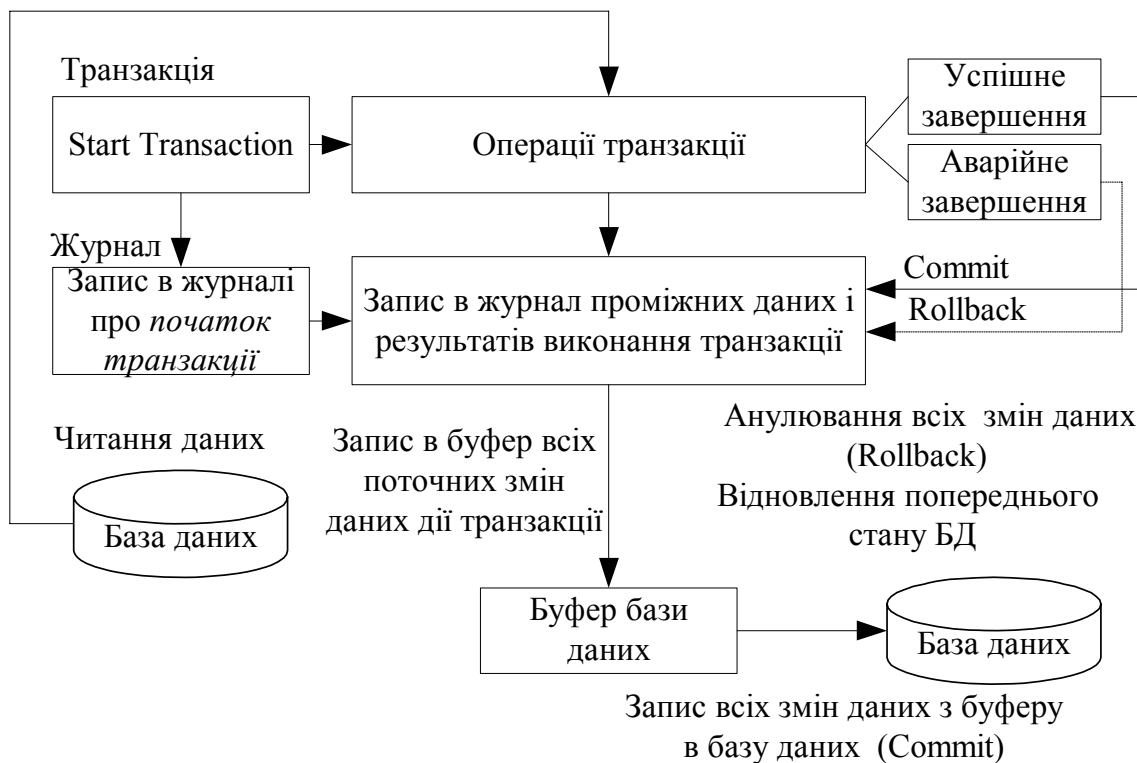 Транзакція
Start Transaction
Операції транзакції
Успішне
завершення
Аварійне
завершення
Журнал
Запис в журналі
про початок
транзакції
Запис в журнал проміжних даних і
результатів виконання транзакції
Commit
Rollback
Читання даних
База даних
Запис в буфер всіх
поточних змін
даних дії транзакції
Анулювання всіх змін даних
(Rollback)
Відновлення попереднього
стану БД
Буфер бази
даних
База даних
Запис всіх змін даних з буферу
в базу даних (Commit)